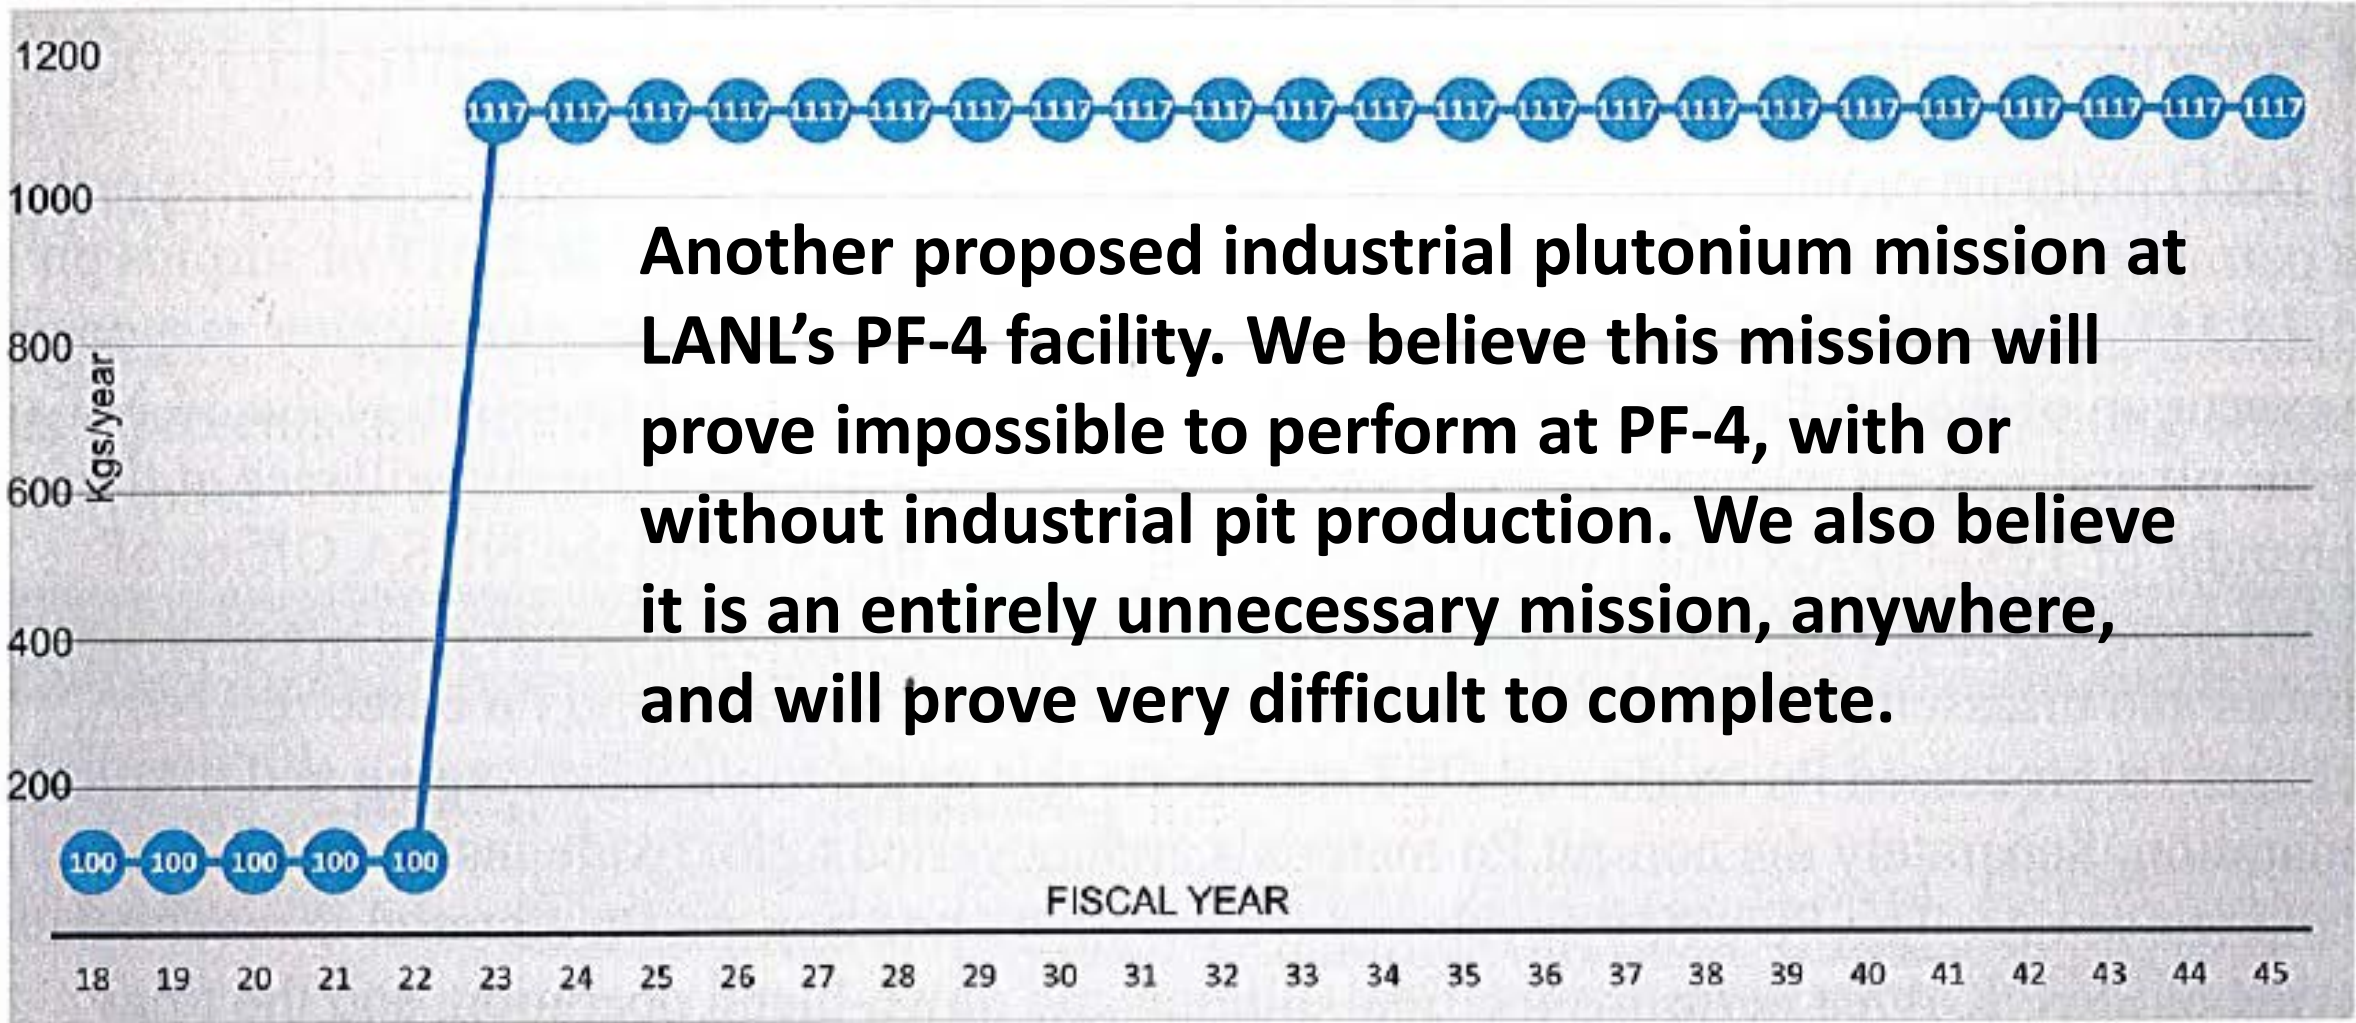 1200
1117 1117 1117 1117 1117 1117 1117 1117 1117 1117 1117 1117 1117 1117 1117 1117 1117 1117 1117 1117 1117 1117 1117
1000
Another proposed industrial plutonium mission at
LANL’s PF-4 facility. We believe this mission will
prove impossible to perform at PF-4, with or
without industrial pit production. We also believe
it is an entirely unnecessary mission, anywhere,
and will prove very difficult to complete.
800
Kgs/year
600
400
200
100 100 100 100 100
FISCAL YEAR
18 19 20 21 22 23 24 25 26 27 28 29 30 31 32 33 34 35 36 37 38 39 40 41 42 43 44 45